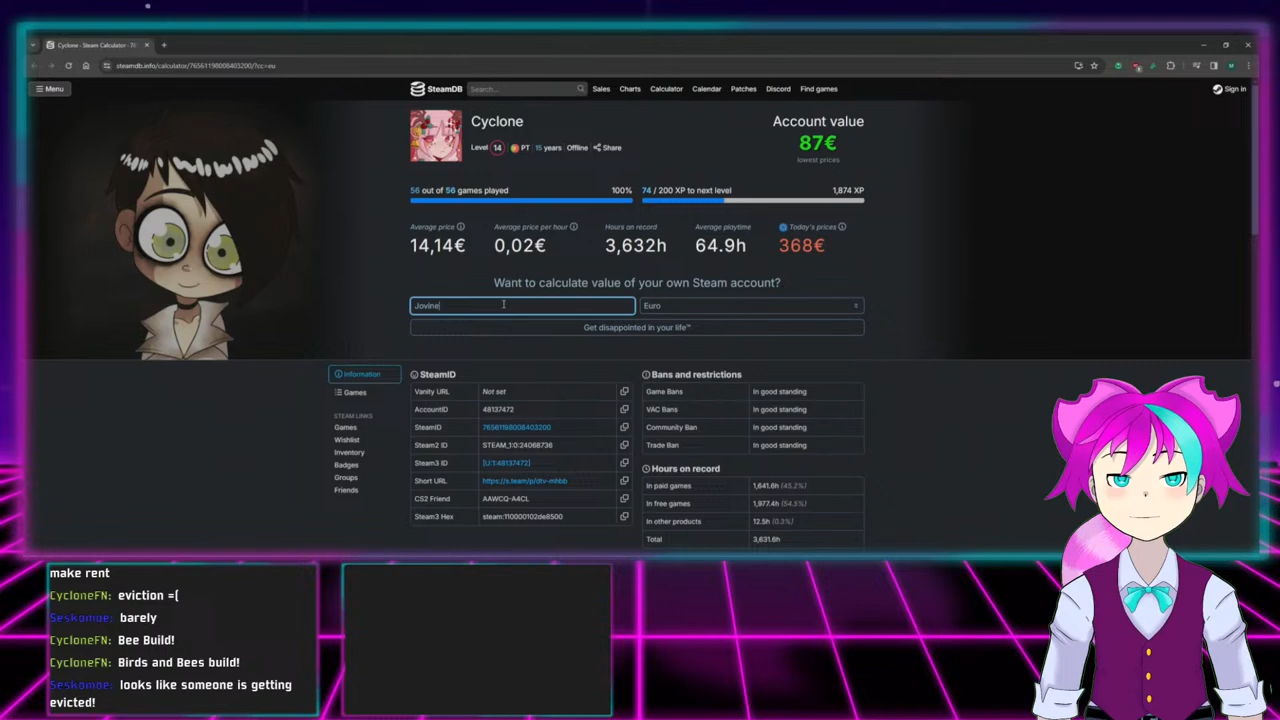 Cyclone - Steam Calculator - 76
steamdb.info/calculator/76561198008403200/?cc=eu
Menu
SteamDB
Search...
Sales
Charts
Calculator
Calendar
Patches
Discord
Find games
Sign in
Cyclone
Level 14 PT 15 years Offline Share
Account value
87€
lowest prices
56 out of 56 games played 100%
74 / 200 XP to next level 1,874 XP
Average price
14,14€
Average price per hour
0,02€
Hours on record
3,632h
Average playtime
64.9h
Today's prices
368€
Want to calculate value of your own Steam account?
Jovine
Euro
Get disappointed in your life™
Information
Games
STEAM LINKS
Games
Wishlist
Inventory
Badges
Groups
Friends
SteamID
Vanity URL Not set
AccountID 48137472
SteamID 76561198008403200
Steam2 ID STEAM_1:0:24068736
Steam3 ID [U:1:48137472]
Short URL https://s.team/p/dtv-mhbb
CS2 Friend AAWCQ-A4CL
Steam3 Hex steam:110000102de8500
Bans and restrictions
Game Bans In good standing
VAC Bans In good standing
Community Ban In good standing
Trade Ban In good standing
Hours on record
In paid games 1,641.6h (45.2%)
In free games 1,977.4h (54.5%)
In other products 12.5h (0.3%)
Total 3,631.6h
make rent
CycloneFN: eviction =(
Seskamoe: barely
CycloneFN: Bee Build!
CycloneFN: Birds and Bees build!
Seskamoe: looks like someone is getting
evicted!